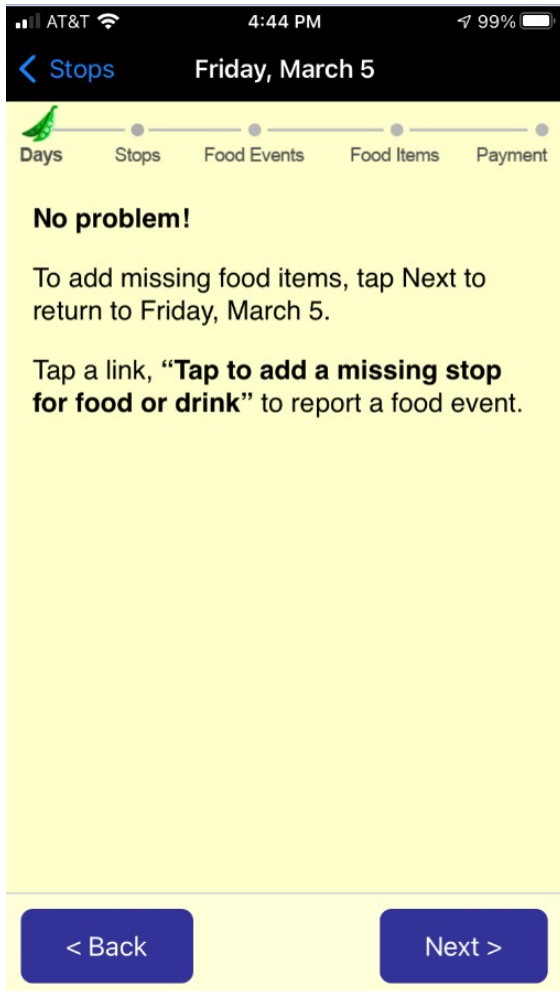 AT&T 4:44 PM 99%
Stops Friday, March 5
Days Stops Food Events Food Items Payment
No problem!
To add missing food items, tap Next to
return to Friday, March 5.
Tap a link, “Tap to add a missing stop
for food or drink” to report a food event.
< Back Next >